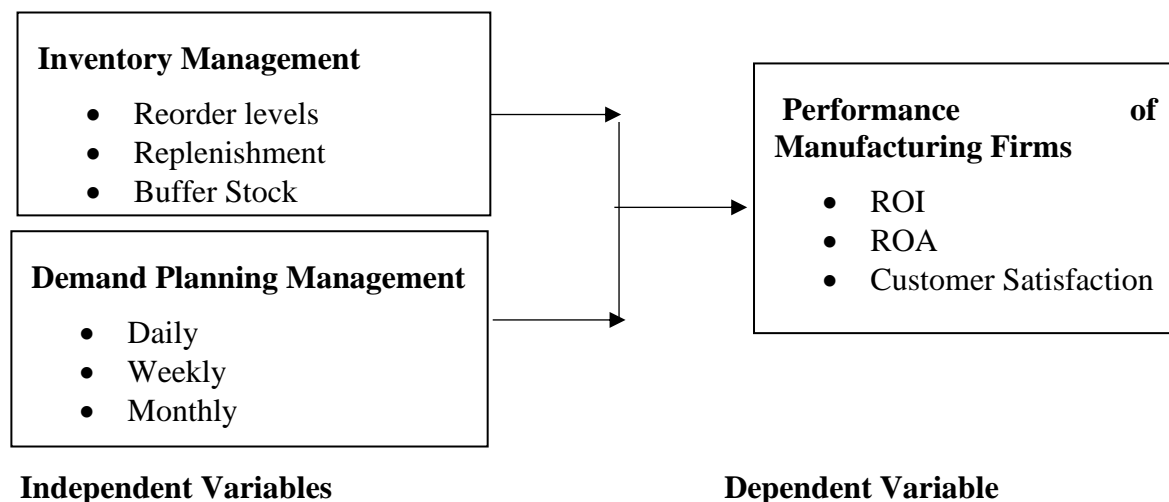 Inventory Management
• Reorder levels
• Replenishment
• Buffer Stock
Demand Planning Management
• Daily
• Weekly
• Monthly
Performance of
Manufacturing Firms
• ROI
• ROA
• Customer Satisfaction
Independent Variables
Dependent Variable